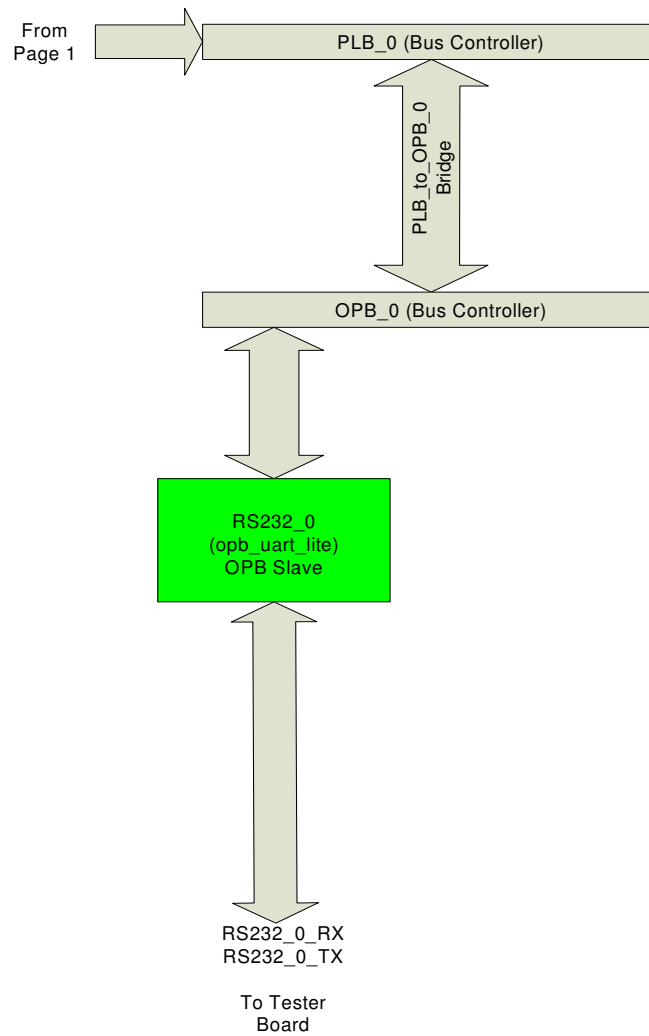 From
Page 1
PLB_0 (Bus Controller)
PLB_to_OPB_0
Bridge
OPB_0 (Bus Controller)
RS232_0
(opb_uart_lite)
OPB Slave
RS232_0_RX
RS232_0_TX
To Tester
Board